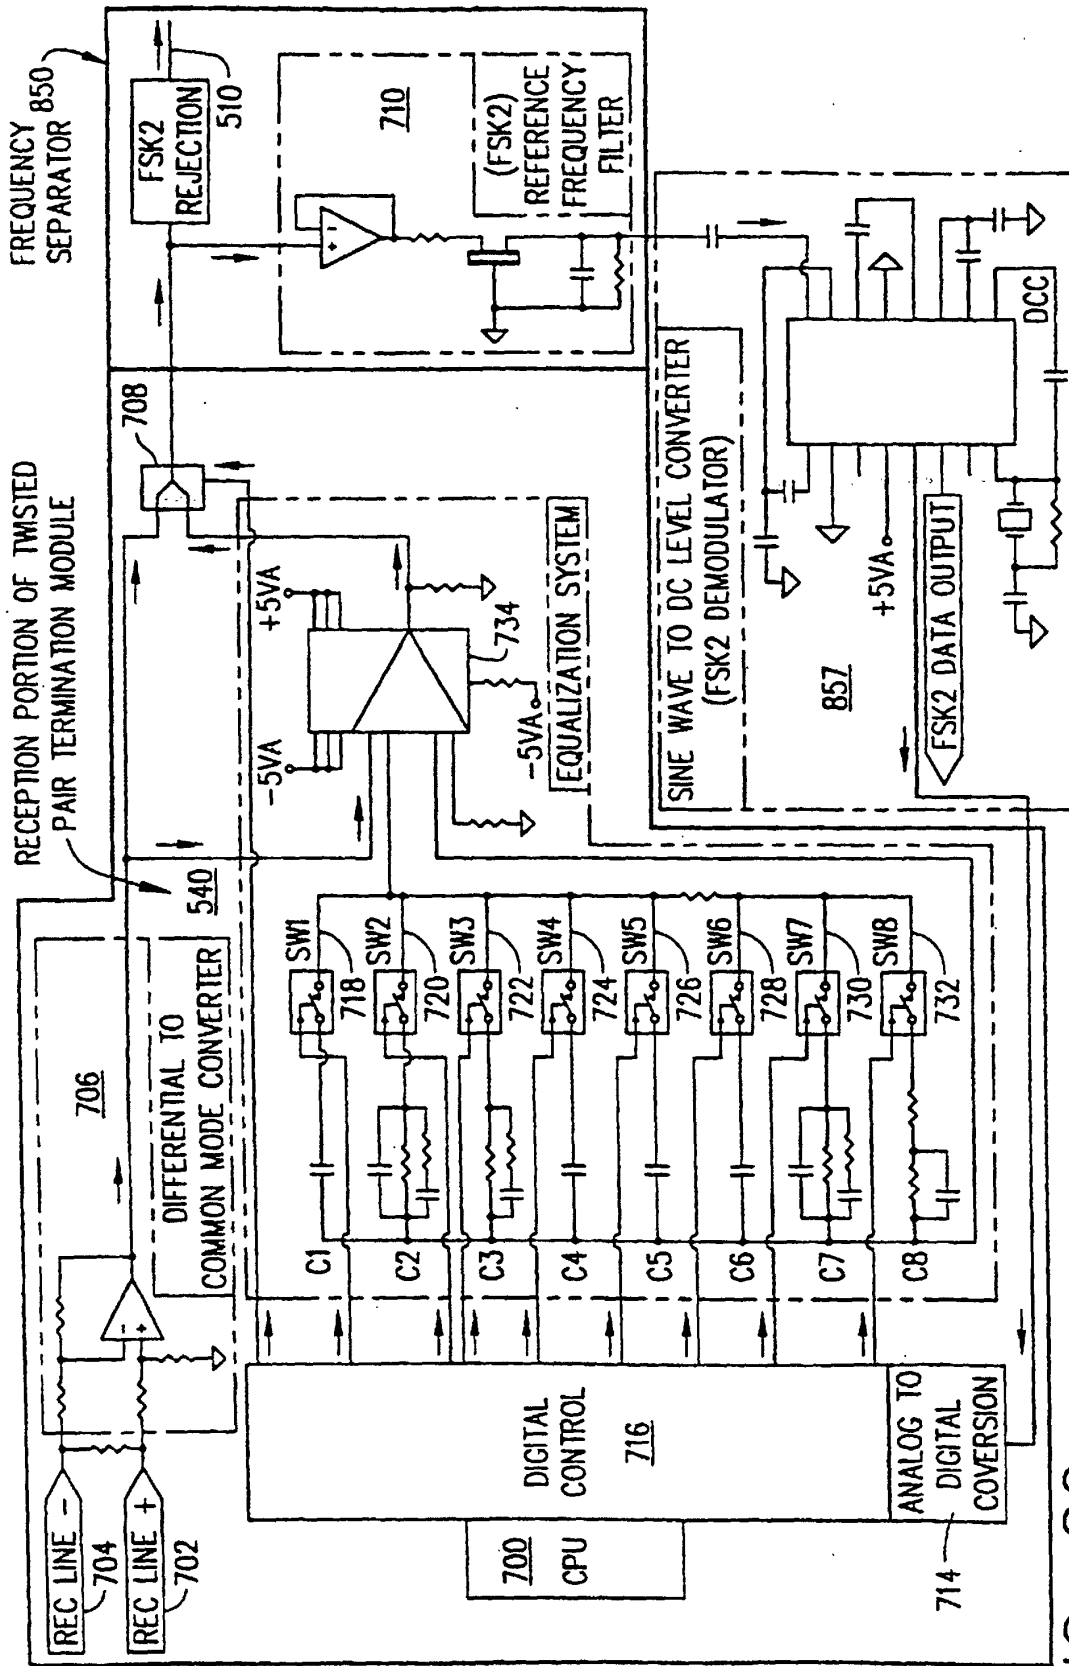 RECEPTION PORTION OF TWISTED
PAIR TERMINATION MODULE
540
FREQUENCY
SEPARATOR 850
REC LINE -
704
REC LINE +
702
706
DIFFERENTIAL TO
COMMON MODE CONVERTER
708
FSK2
REJECTION
510
710
(FSK2)
REFERENCE
FREQUENCY
FILTER
700
CPU
DIGITAL
CONTROL
716
714
ANALOG TO
DIGITAL
COVERSION
C1
SW1
718
C2
SW2
720
C3
SW3
722
C4
SW4
724
C5
SW5
726
C6
SW6
728
C7
SW7
730
C8
SW8
732
-5VA
+5VA
734
-5VA
EQUALIZATION SYSTEM
SINE WAVE TO DC LEVEL CONVERTER
(FSK2 DEMODULATOR)
857
+5VA
FSK2 DATA OUTPUT
DCC